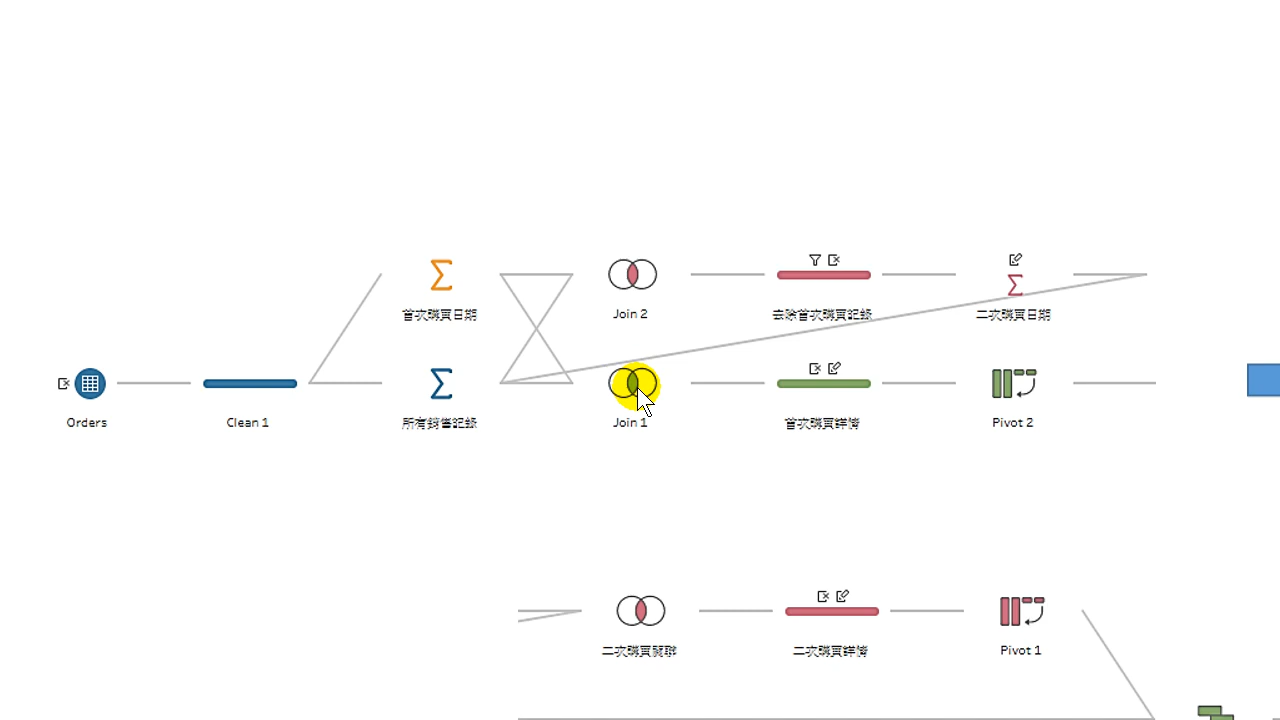 首次購買日期
Join 2
去除首次購買記錄
二次購買日期
Orders
Clean 1
所有銷售記錄
Join 1
首次購買詳情
Pivot 2
二次購買關聯
二次購買詳情
Pivot 1